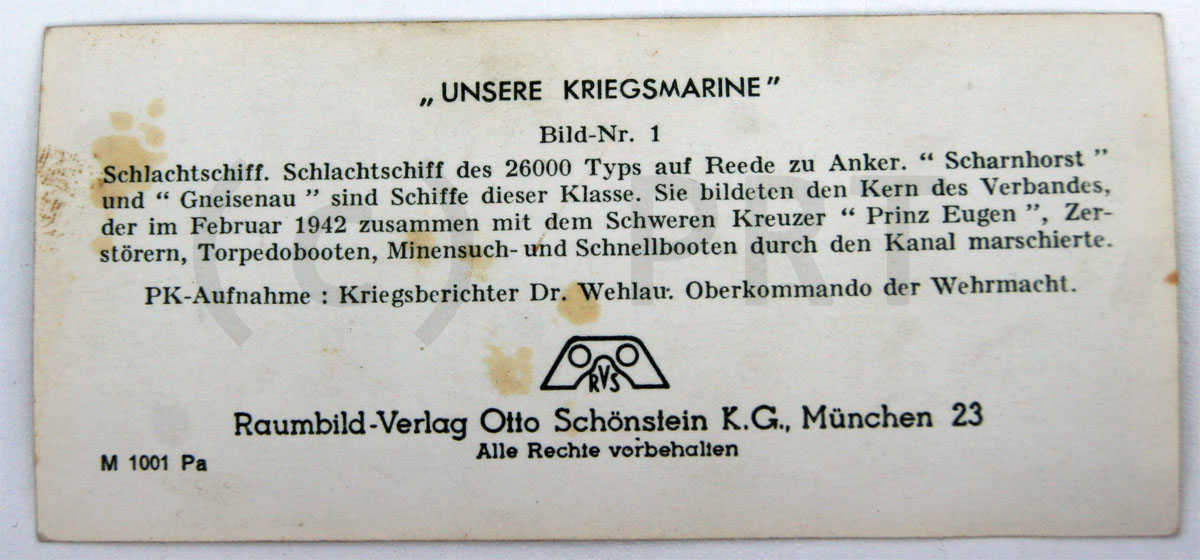 „UNSERE KRIEGSMARINE”
Bild-Nr. 1
Schlachtschiff. Schlachtschiff des 26000 Typs auf Reede zu Anker. “ Scharnhorst ”
und “ Gneisenau ” sind Schiffe dieser Klasse. Sie bildeten den Kern des Verbandes,
der im Februar 1942 zusammen mit dem Schweren Kreuzer “ Prinz Eugen ”, Zer-
störern, Torpedobooten, Minensuch- und Schnellbooten durch den Kanal marschierte.
PK-Aufnahme : Kriegsberichter Dr. Wehlau. Oberkommando der Wehrmacht.
RVS
Raumbild-Verlag Otto Schönstein K.G., München 23
Alle Rechte vorbehalten
M 1001 Pa
(C) PRT